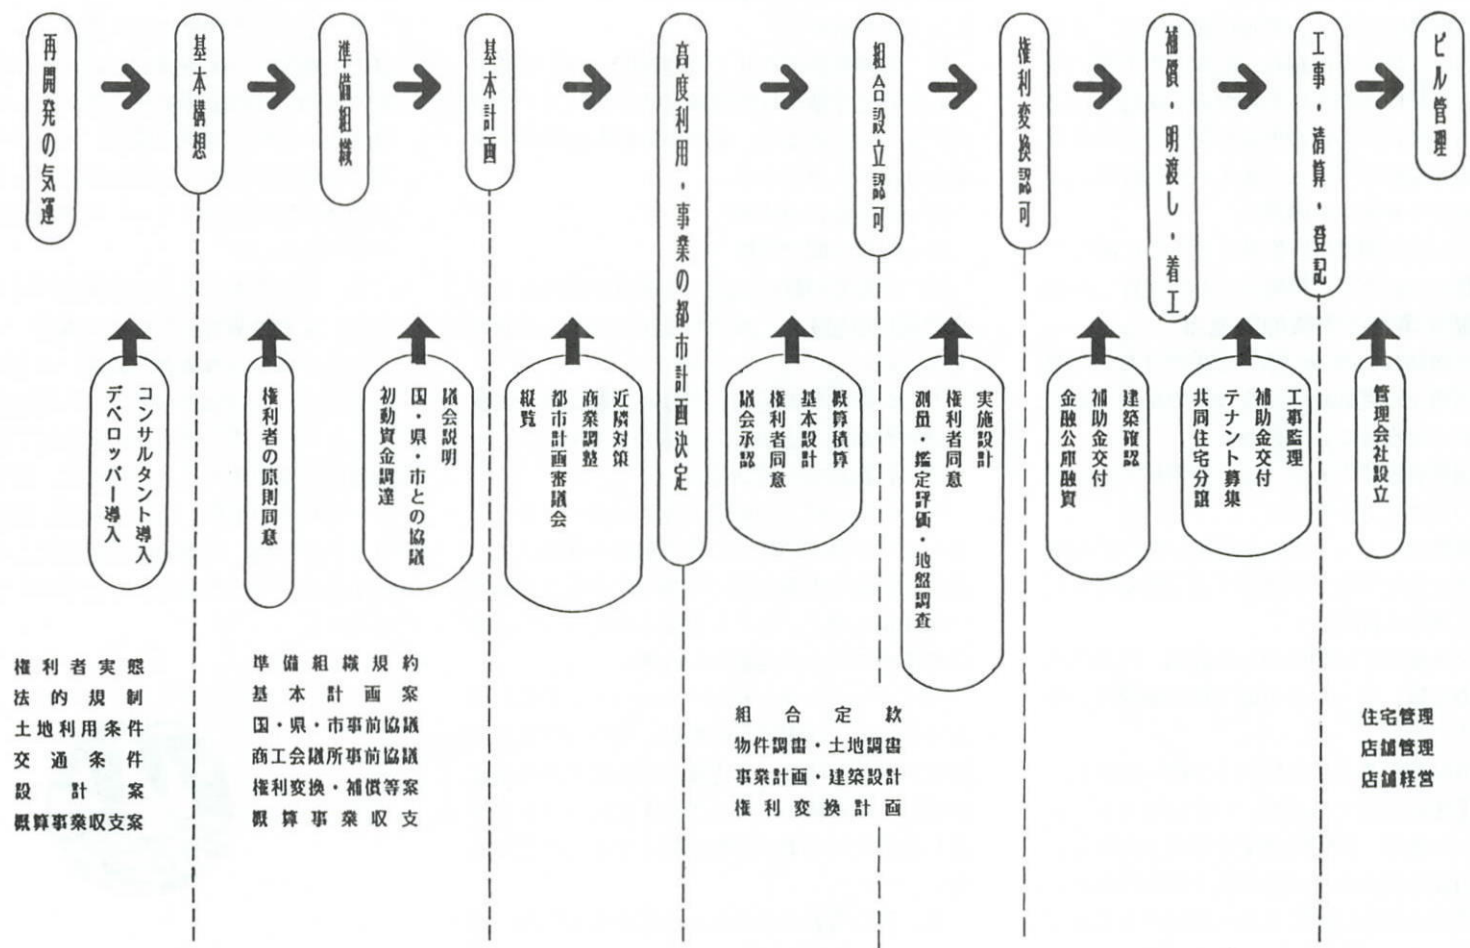 再開発の気運
基本構想
準備組織
基本計画
高度利用・事業の都市計画決定
組合設立認可
権利変換認可
補償・明渡し・着工
工事・清算・登記
ビル管理
コンサルタント導入
デベロッパー導入
権利者の原則同意
議会説明
国・県・市との協議
初動資金調達
近隣対策
商業調整
都市計画審議会
縦覧
概算積算
基本設計
権利者同意
議会承認
実施設計
権利者同意
測量・鑑定評価・地盤調査
建築確認
補助金交付
金融公庫融資
工事監理
補助金交付
テナント募集
共同住宅分譲
管理会社設立
権利者実態
法的規制
土地利用条件
交通条件
設計案
概算事業収支案
準備組織規約
基本計画案
国・県・市事前協議
商工会議所事前協議
権利変換・補償等案
概算事業収支
組合定款
物件調書・土地調書
事業計画・建築設計
権利変換計画
住宅管理
店舗管理
店舗経営